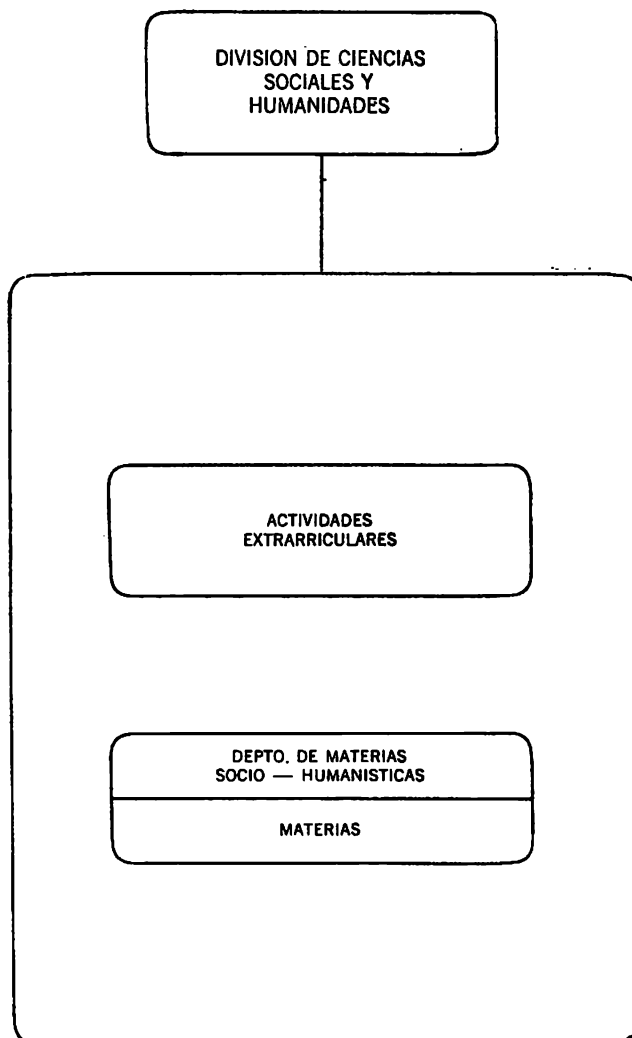 DIVISION DE CIENCIAS
SOCIALES Y
HUMANIDADES
ACTIVIDADES
EXTRARRICULARES
DEPTO. DE MATERIAS
SOCIO — HUMANISTICAS
MATERIAS